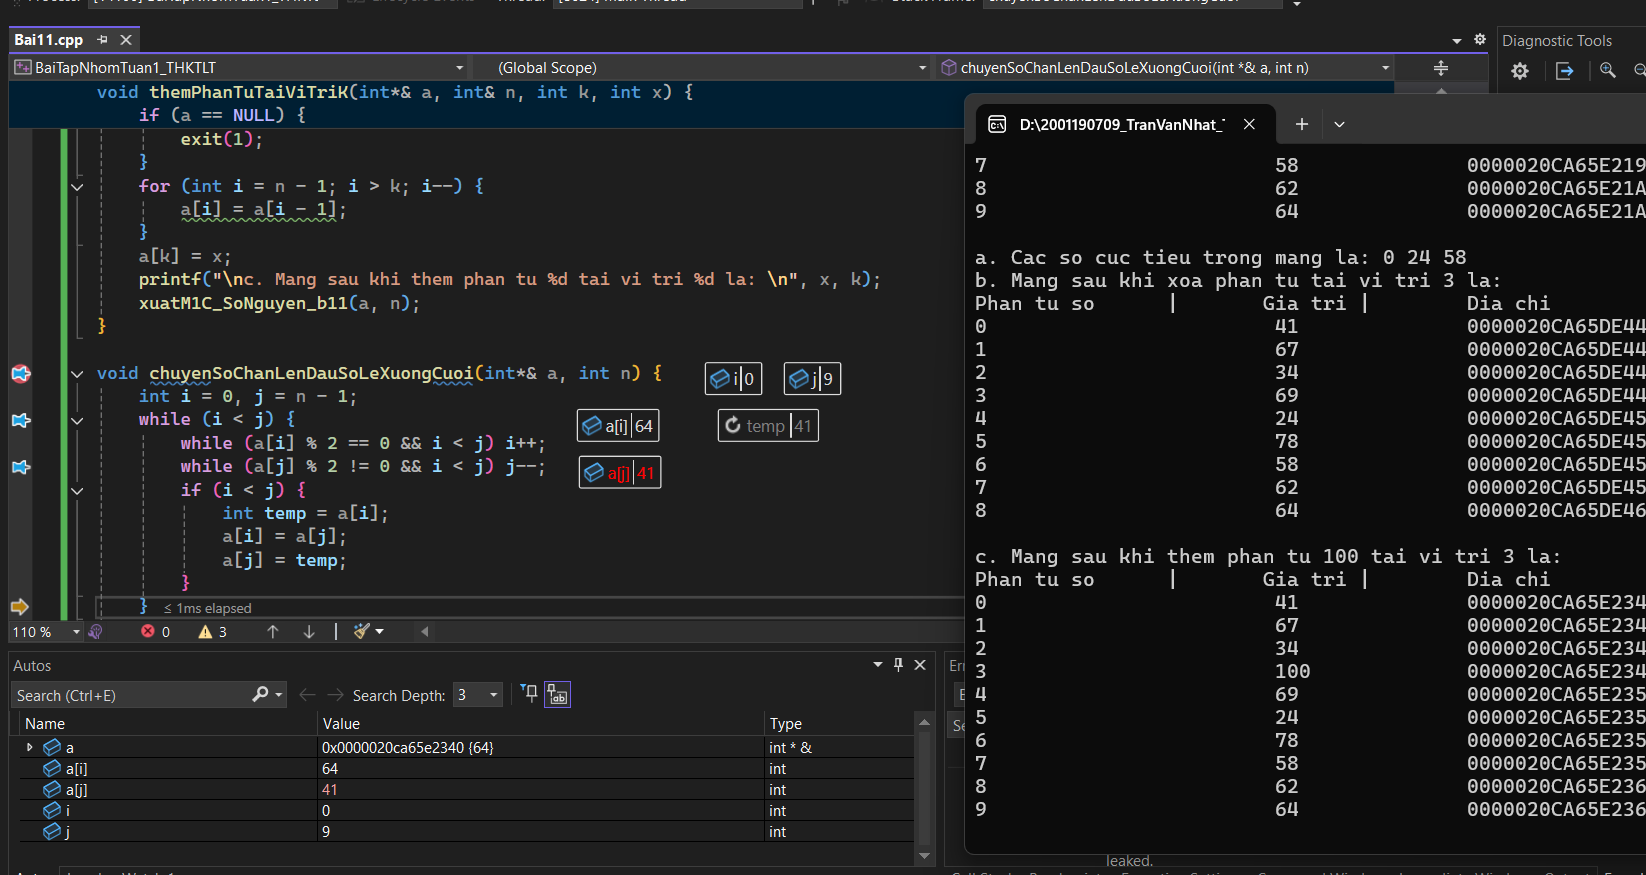 Bai11.cpp
Diagnostic Tools
BaiTapNhomTuan1_THKTLT
(Global Scope)
chuyenSoChanLenDauSoLeXuongCuoi(int *& a, int n)
void themPhanTuTaiViTriK(int*& a, int& n, int k, int x) {
if (a == NULL) {
exit(1);
}
for (int i = n - 1; i > k; i--) {
a[i] = a[i - 1];
}
a[k] = x;
printf("\nc. Mang sau khi them phan tu %d tai vi tri %d la: \n", x, k);
xuatM1C_SoNguyen_b11(a, n);
}
void chuyenSoChanLenDauSoLeXuongCuoi(int*& a, int n) {
i 0
j 9
int i = 0, j = n - 1;
while (i < j) {
a[i] 64
temp 41
while (a[i] % 2 == 0 && i < j) i++;
while (a[j] % 2 != 0 && i < j) j--;
a[j] 41
if (i < j) {
int temp = a[i];
a[i] = a[j];
a[j] = temp;
}
} ≤ 1ms elapsed
110 %
0
3
Autos
Search (Ctrl+E)
Search Depth: 3
Name Value Type
a 0x0000020ca65e2340 {64} int * &
a[i] 64 int
a[j] 41 int
i 0 int
j 9 int
D:\2001190709_TranVanNhat_
7 58 0000020CA65E219
8 62 0000020CA65E21A
9 64 0000020CA65E21A
a. Cac so cuc tieu trong mang la: 0 24 58
b. Mang sau khi xoa phan tu tai vi tri 3 la:
Phan tu so | Gia tri | Dia chi
0 41 0000020CA65DE44
1 67 0000020CA65DE44
2 34 0000020CA65DE44
3 69 0000020CA65DE44
4 24 0000020CA65DE45
5 78 0000020CA65DE45
6 58 0000020CA65DE45
7 62 0000020CA65DE45
8 64 0000020CA65DE46
c. Mang sau khi them phan tu 100 tai vi tri 3 la:
Phan tu so | Gia tri | Dia chi
0 41 0000020CA65E234
1 67 0000020CA65E234
2 34 0000020CA65E234
3 100 0000020CA65E234
4 69 0000020CA65E235
5 24 0000020CA65E235
6 78 0000020CA65E235
7 58 0000020CA65E235
8 62 0000020CA65E236
9 64 0000020CA65E236
leaked.